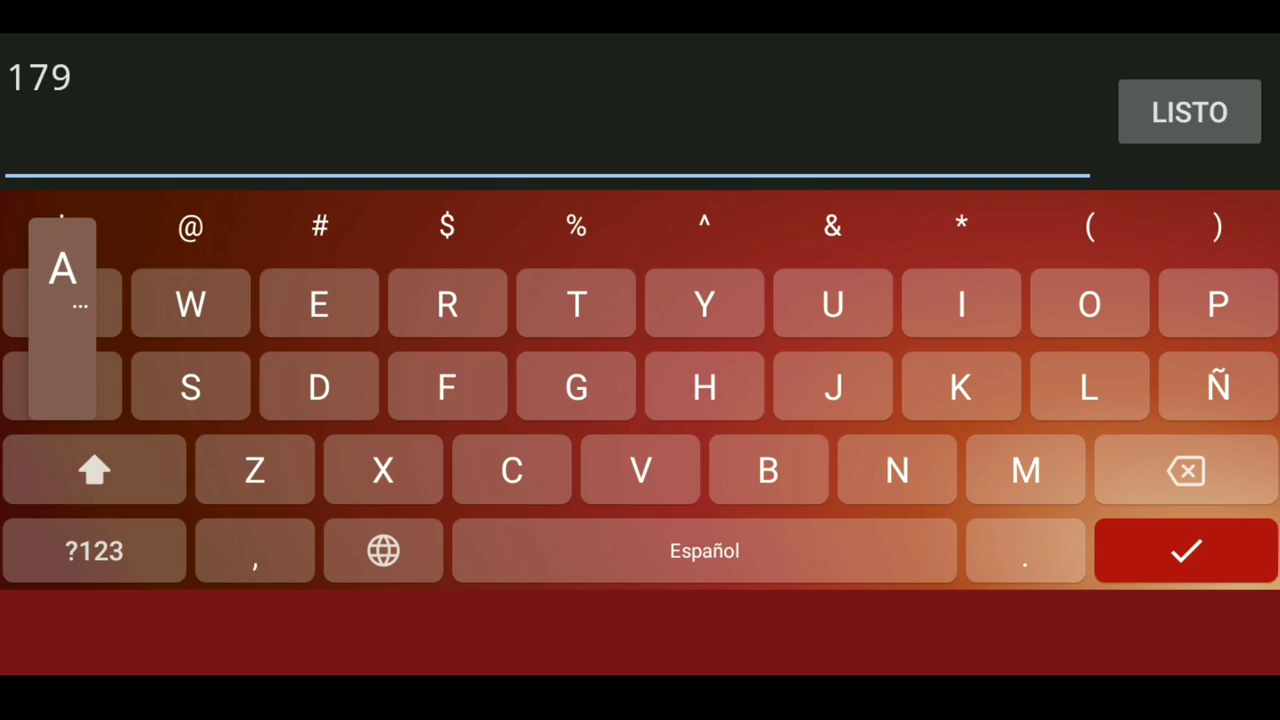 179
LISTO
@ # $ % ^ & * ( )
A
...
W E R T Y U I O P
S D F G H J K L Ñ
Z X C V B N M
?123 , Español .